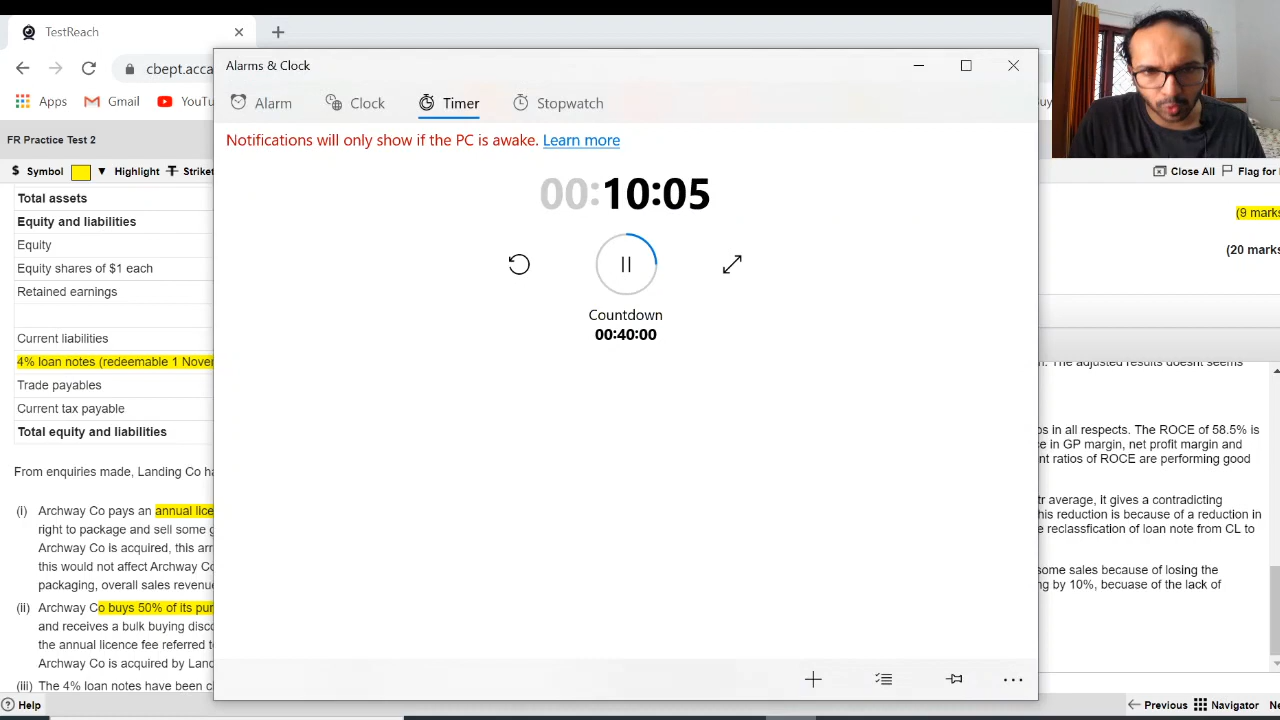 TestReach
cbept.acca
Apps Gmail YouTu
FR Practice Test 2
$ Symbol Highlight Striket
Close All Flag for
Alarms & Clock
Alarm Clock Timer Stopwatch
Notifications will only show if the PC is awake. Learn more
00:10:05
Countdown
00:40:00
Total assets
Equity and liabilities
Equity
Equity shares of $1 each
Retained earnings
Current liabilities
4% loan notes (redeemable 1 Nover
Trade payables
Current tax payable
Total equity and liabilities
From enquiries made, Landing Co ha
(i) Archway Co pays an annual lice
right to package and sell some g
Archway Co is acquired, this arr
this would not affect Archway Co
packaging, overall sales revenue
(ii) Archway Co buys 50% of its pur
and receives a bulk buying disco
the annual licence fee referred to
Archway Co is acquired by Land
(iii) The 4% loan notes have been cl
(9 marks
(20 marks
n. The adjusted results doesnt seems
os in all respects. The ROCE of 58.5% is
e in GP margin, net profit margin and
nt ratios of ROCE are performing good
tr average, it gives a contradicting
his reduction is because of a reduction in
e reclassfication of loan note from CL to
some sales because of losing the
ng by 10%, becuase of the lack of
Help
Previous Navigator Ne